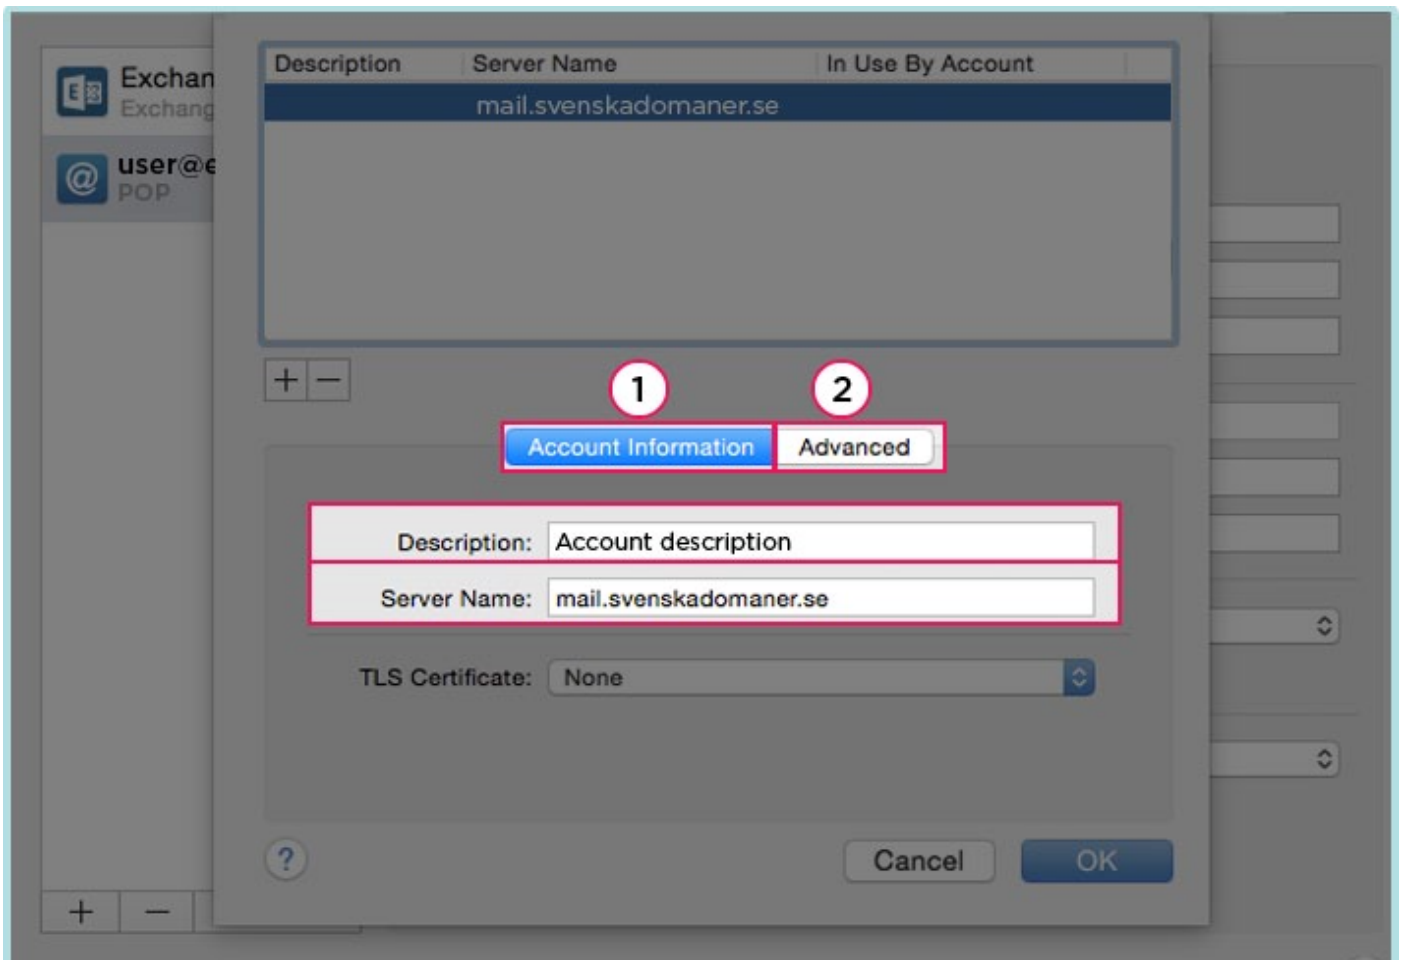 Exchan
Exchang
user@e
POP
Description Server Name In Use By Account
mail.svenskadomaner.se
+ −
1 2
Account Information Advanced
Description: Account description
Server Name: mail.svenskadomaner.se
TLS Certificate: None
? Cancel OK
+ −